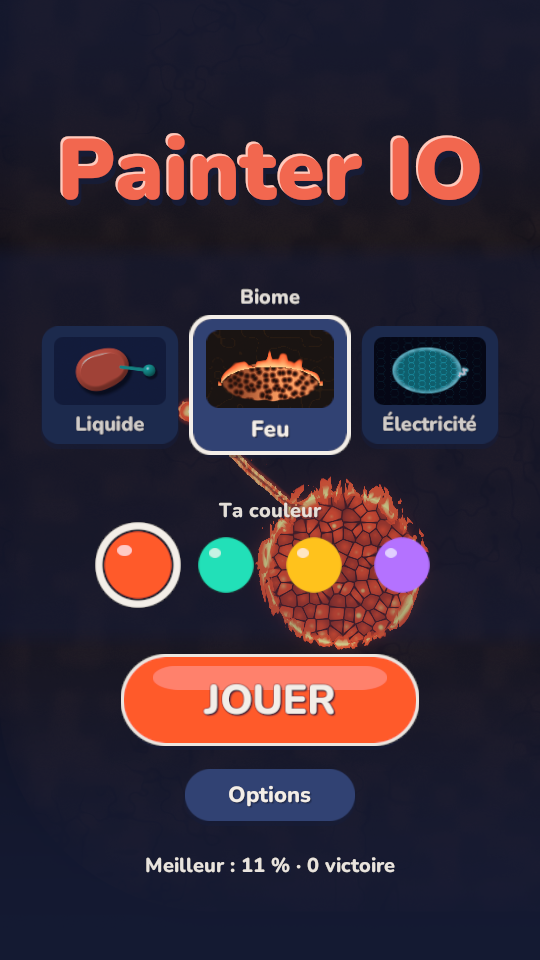 Painter IO
Biome
Liquide
Feu
Électricité
Ta couleur
JOUER
Options
Meilleur : 11 % · 0 victoire